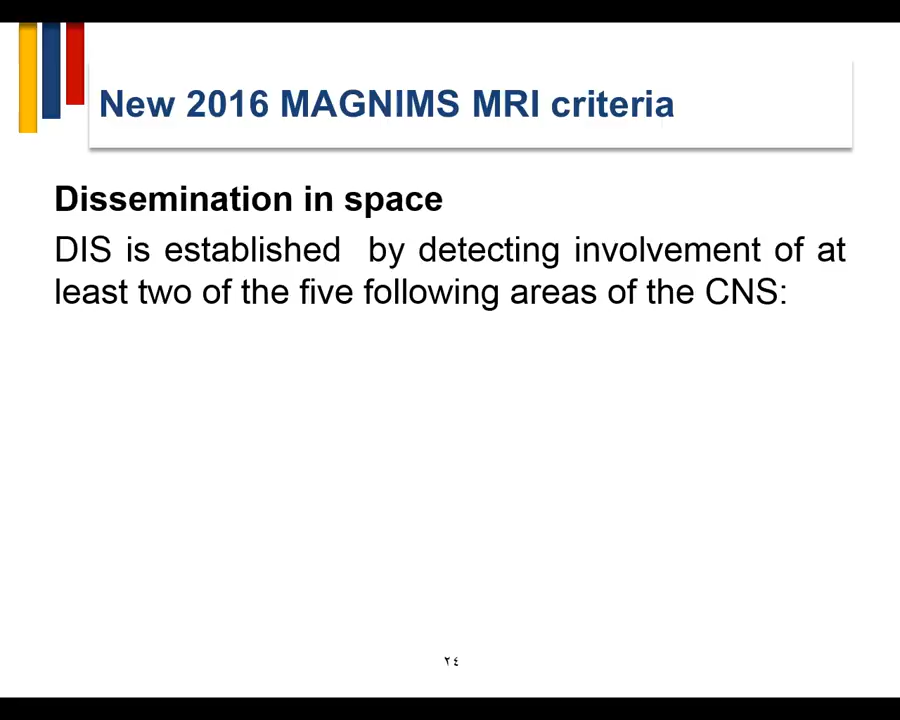 New 2016 MAGNIMS MRI criteria
Dissemination in space
DIS is established by detecting involvement of at
least two of the five following areas of the CNS:
٢٤